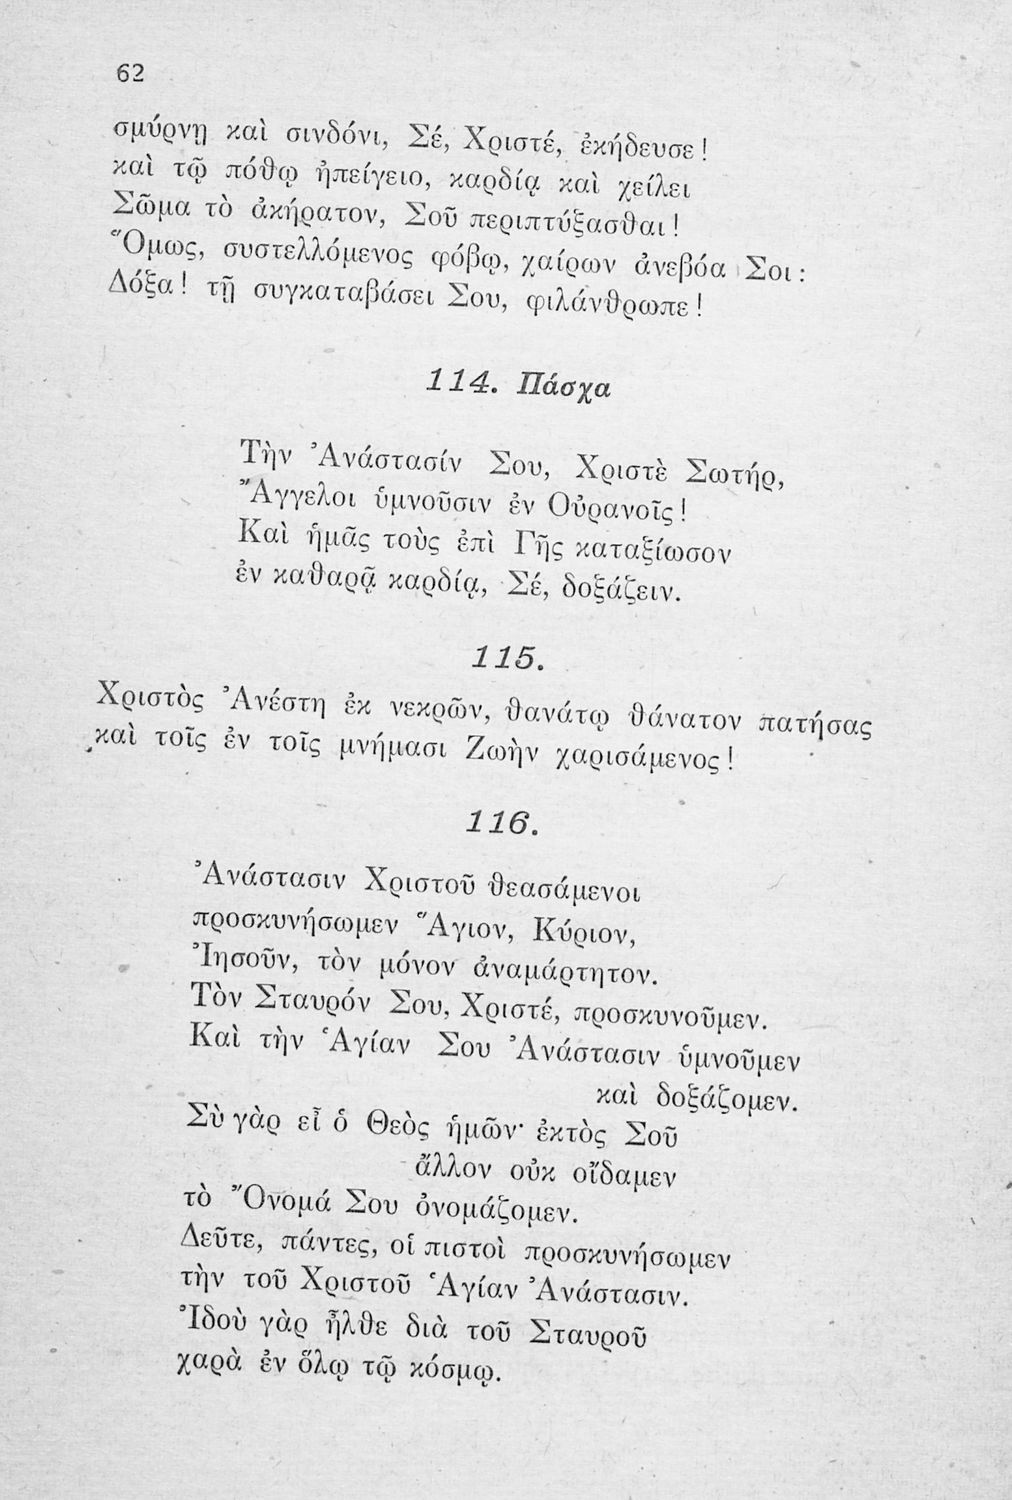 62
σμύρνῃ καὶ σινδόνι, Σέ, Χριστέ, ἐκήδευσε!
καὶ τῷ πόθῳ ἠπείγειο, καρδίᾳ καὶ χείλει
Σῶμα τὸ ἀκήρατον, Σοῦ περιπτύξασθαι!
Ὅμως, συστελλόμενος φόβῳ, χαίρων ἀνεβόα Σοι:
Δόξα! τῇ συγκαταβάσει Σου, φιλάνθρωπε!
114. Πάσχα
Τὴν Ἀνάστασίν Σου, Χριστὲ Σωτήρ,
Ἄγγελοι ὑμνοῦσιν ἐν Οὐρανοῖς!
Καὶ ἡμᾶς τοὺς ἐπὶ Γῆς καταξίωσον
ἐν καθαρᾷ καρδίᾳ, Σέ, δοξάζειν.
115.
Χριστὸς Ἀνέστη ἐκ νεκρῶν, θανάτῳ θάνατον πατήσας
καὶ τοῖς ἐν τοῖς μνήμασι Ζωὴν χαρισάμενος!
116.
Ἀνάστασιν Χριστοῦ θεασάμενοι
προσκυνήσωμεν Ἅγιον, Κύριον,
Ἰησοῦν, τὸν μόνον ἀναμάρτητον.
Τὸν Σταυρόν Σου, Χριστέ, προσκυνοῦμεν.
Καὶ τὴν Ἁγίαν Σου Ἀνάστασιν ὑμνοῦμεν
καὶ δοξάζομεν.
Σὺ γὰρ εἶ ὁ Θεὸς ἡμῶν· ἐκτὸς Σοῦ
ἄλλον οὐκ οἴδαμεν
τὸ Ὄνομά Σου ὀνομάζομεν.
Δεῦτε, πάντες, οἱ πιστοὶ προσκυνήσωμεν
τὴν τοῦ Χριστοῦ Ἁγίαν Ἀνάστασιν.
Ἰδοὺ γὰρ ἦλθε διὰ τοῦ Σταυροῦ
χαρὰ ἐν ὅλῳ τῷ κόσμῳ.